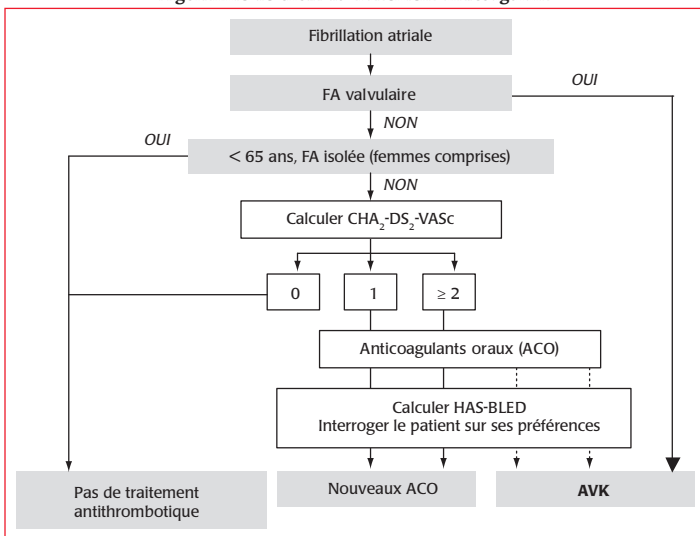 Fibrillation atriale
FA valvulaire
OUI
NON
OUI
< 65 ans, FA isolée (femmes comprises)
NON
Calculer CHA₂-DS₂-VASc
0
1
≥ 2
Anticoagulants oraux (ACO)
Calculer HAS-BLED
Interroger le patient sur ses préférences
Pas de traitement
antithrombotique
Nouveaux ACO
AVK